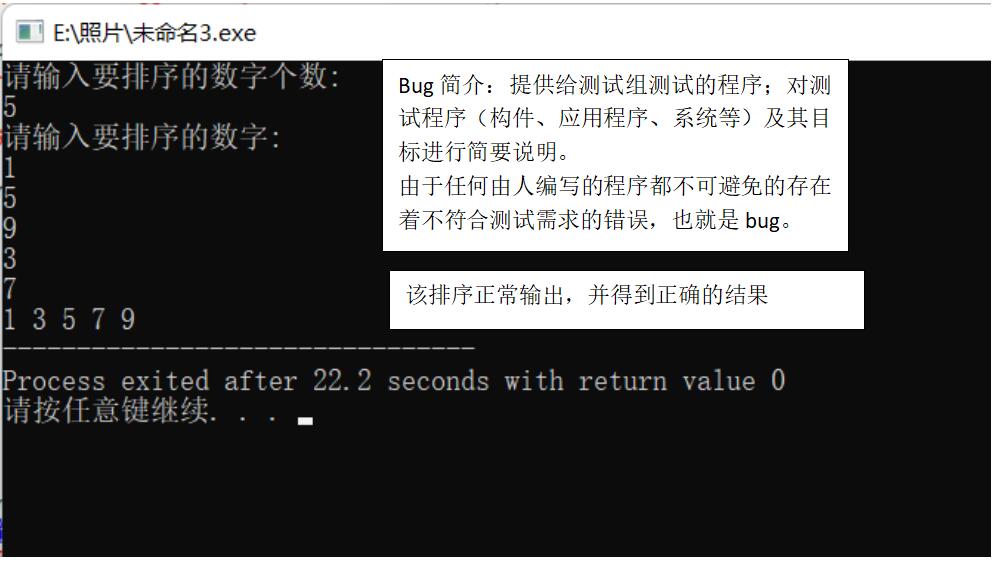 E:\照片\未命名3.exe
请输入要排序的数字个数:
5
请输入要排序的数字:
1
5
9
3
7
1 3 5 7 9
--------------------------------
Process exited after 22.2 seconds with return value 0
请按任意键继续. . .
Bug 简介：提供给测试组测试的程序；对测
试程序（构件、应用程序、系统等）及其目
标进行简要说明。
由于任何由人编写的程序都不可避免的存在
着不符合测试需求的错误，也就是 bug。
该排序正常输出，并得到正确的结果